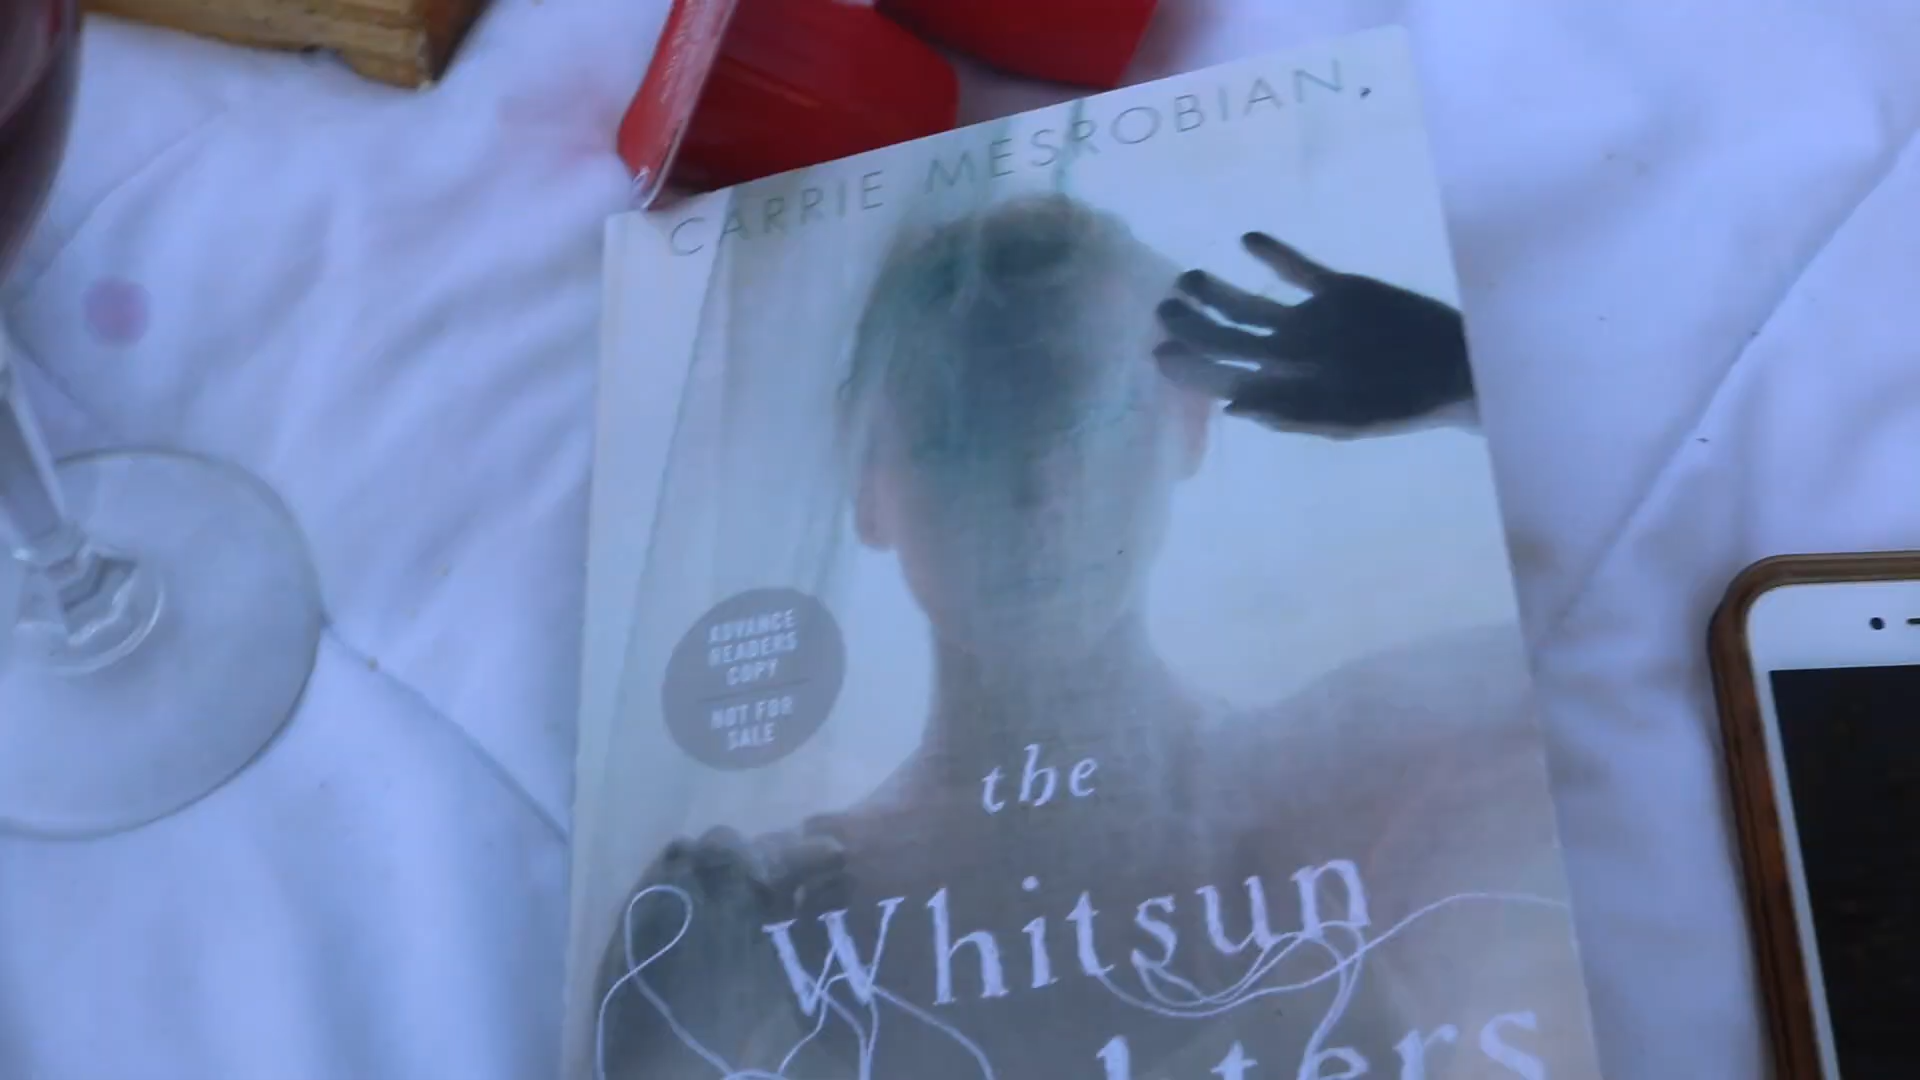 CARRIE MESROBIAN
ADVANCE
READERS
COPY
NOT FOR
SALE
the
Whitsun